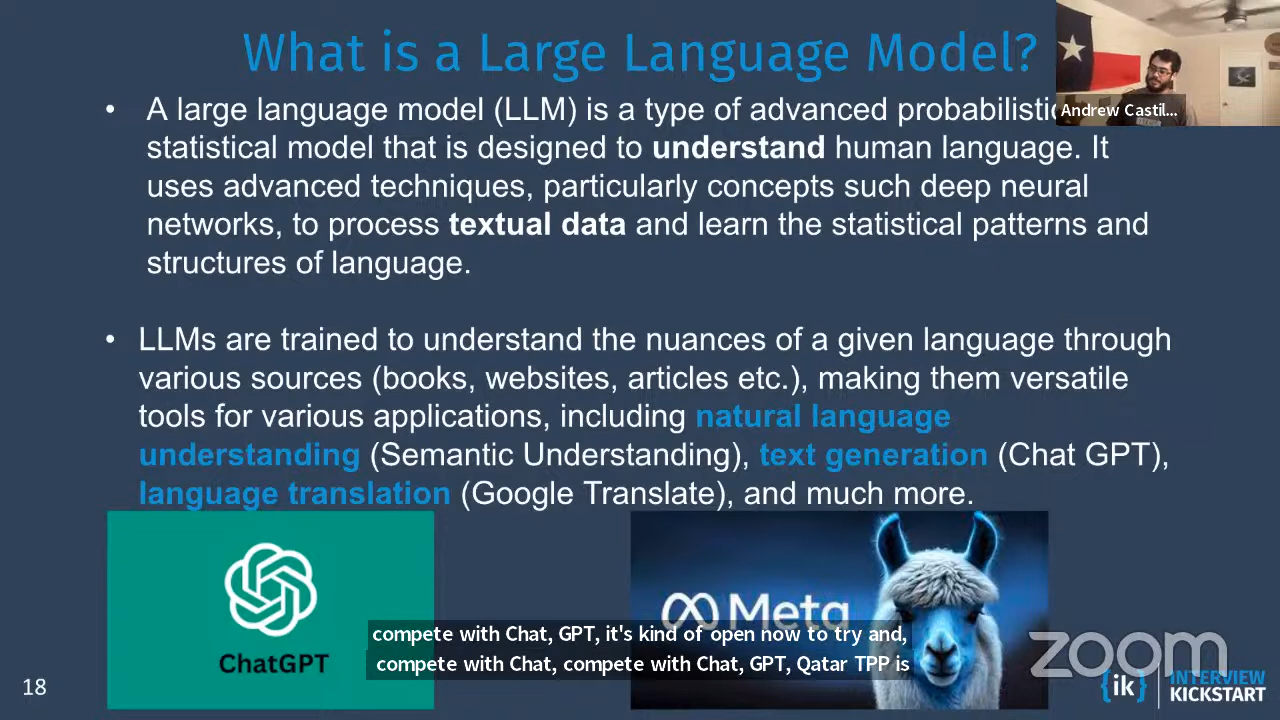 What is a Large Language Model?
• A large language model (LLM) is a type of advanced probabilistic
statistical model that is designed to understand human language. It
uses advanced techniques, particularly concepts such deep neural
networks, to process textual data and learn the statistical patterns and
structures of language.
• LLMs are trained to understand the nuances of a given language through
various sources (books, websites, articles etc.), making them versatile
tools for various applications, including natural language
understanding (Semantic Understanding), text generation (Chat GPT),
language translation (Google Translate), and much more.
Andrew Castil...
ChatGPT
Meta
compete with Chat, GPT, it's kind of open now to try and,
compete with Chat, compete with Chat, GPT, Qatar TPP is
zoom
{ik} INTERVIEW
KICKSTART
18